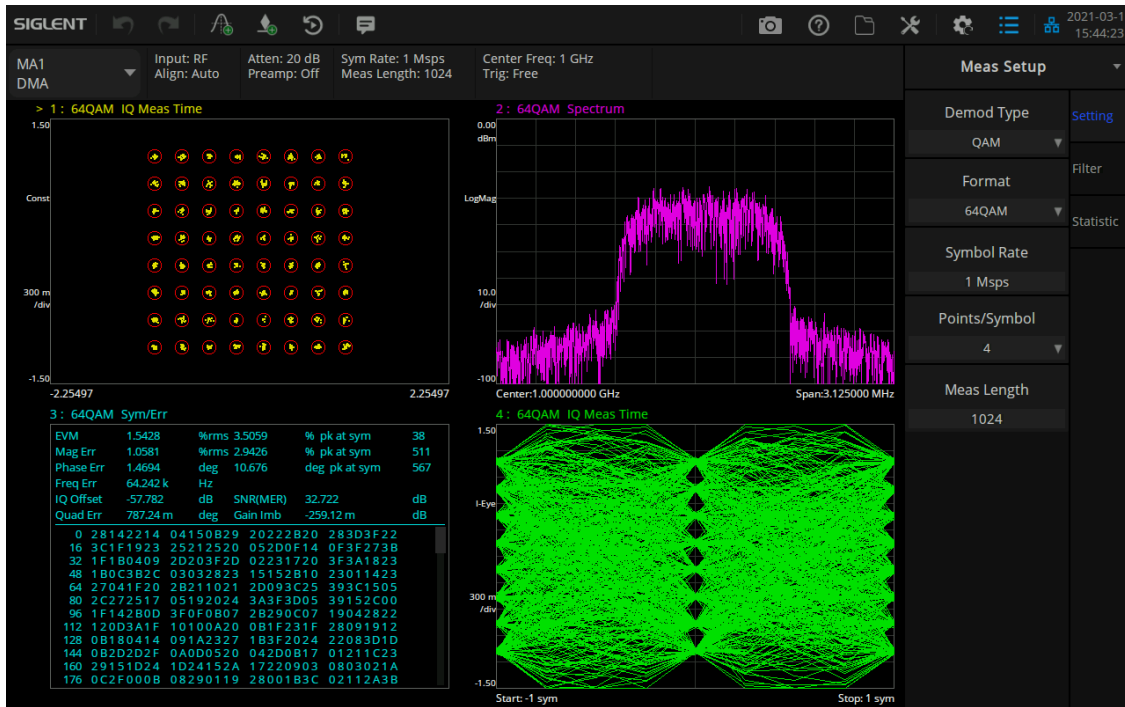 SIGLENT
2021-03-1
15:44:23
MA1
DMA
Input: RF
Align: Auto
Atten: 20 dB
Preamp: Off
Sym Rate: 1 Msps
Meas Length: 1024
Center Freq: 1 GHz
Trig: Free
> 1: 64QAM IQ Meas Time
1.50
Const
300 m
/div
-1.50
-2.25497
2.25497
2: 64QAM Spectrum
0.00
dBm
LogMag
10.0
/div
-100
Center:1.000000000 GHz
Span:3.125000 MHz
3: 64QAM Sym/Err
EVM 1.5428 %rms 3.5059 % pk at sym 38
Mag Err 1.0581 %rms 2.9426 % pk at sym 511
Phase Err 1.4694 deg 10.676 deg pk at sym 567
Freq Err 64.242 k Hz
IQ Offset -57.782 dB SNR(MER) 32.722 dB
Quad Err 787.24 m deg Gain Imb -259.12 m dB
0 28142214 04150B29 20222B20 283D3F22
16 3C1F1923 25212520 052D0F14 0F3F273B
32 1F1B0409 2D203F2D 02231720 3F3A1823
48 1B0C3B2C 03032823 15152B10 23011423
64 27041F20 2B211021 2D093C25 393C1505
80 2C272517 05192024 3A3F3D05 39152C00
96 1F142B0D 3F0F0B07 2B290C07 19042822
112 120D3A1F 10100A20 0B1F231F 28091912
128 0B180414 091A2327 1B3F2024 22083D1D
144 0B2D2D2F 0A0D0520 042D0B17 01211C23
160 29151D24 1D24152A 17220903 0803021A
176 0C2F000B 08290119 28001B3C 02112A3B
4: 64QAM IQ Meas Time
1.50
I-Eye
300 m
/div
-1.50
Start: -1 sym
Stop: 1 sym
Meas Setup
Demod Type
QAM
Format
64QAM
Symbol Rate
1 Msps
Points/Symbol
4
Meas Length
1024
Setting
Filter
Statistic